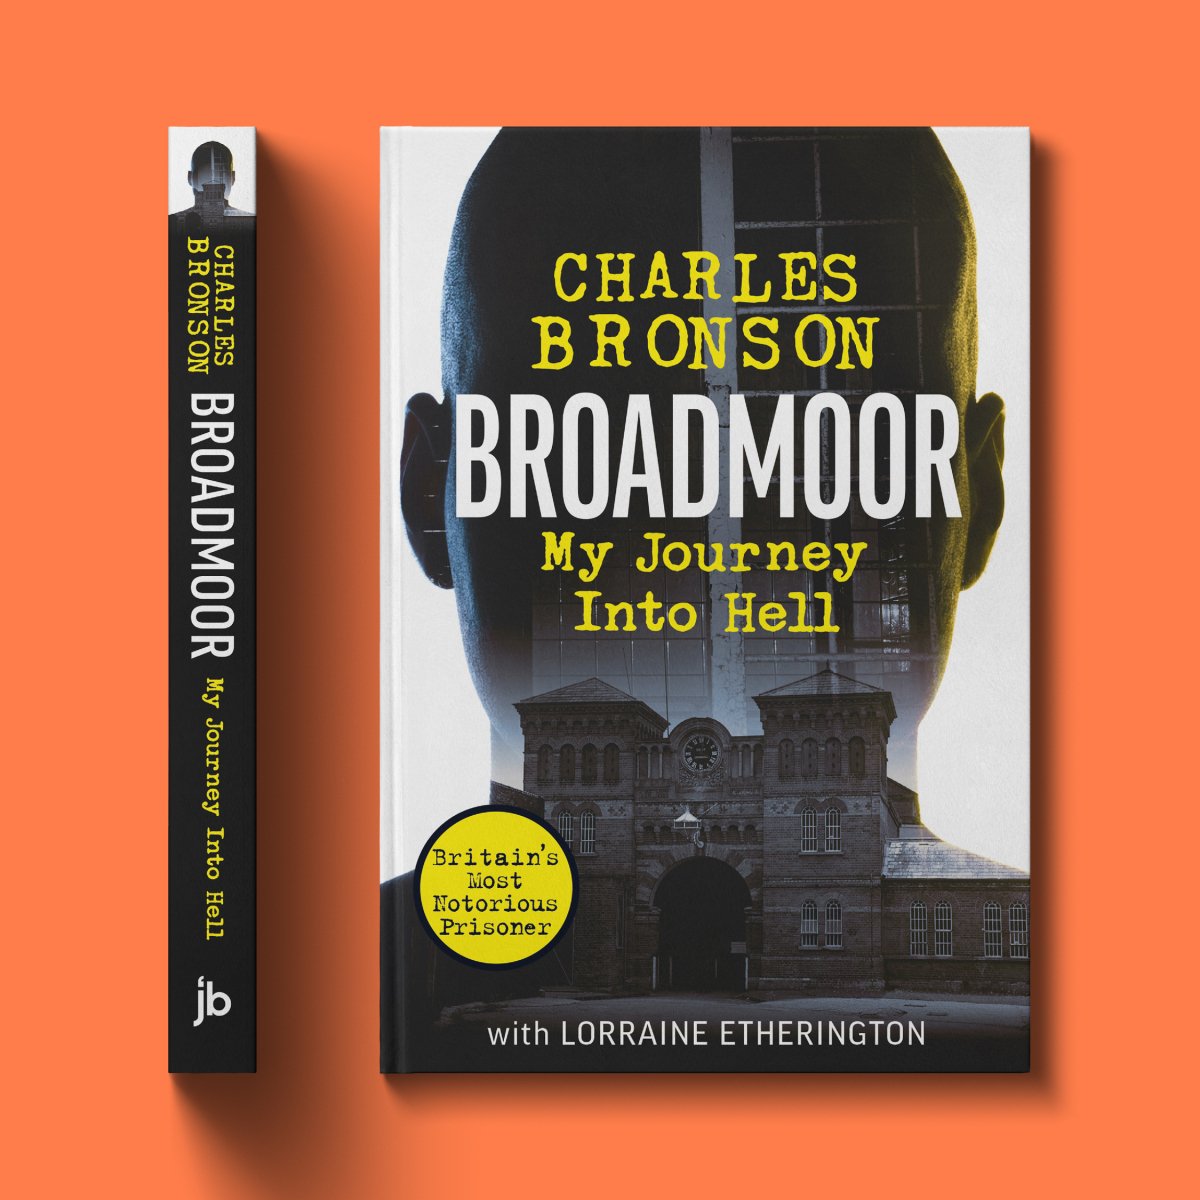 CHARLES
BRONSON
BROADMOOR
My Journey Into Hell
jb
CHARLES
BRONSON
BROADMOOR
My Journey
Into Hell
Britain's
Most
Notorious
Prisoner
with LORRAINE ETHERINGTON